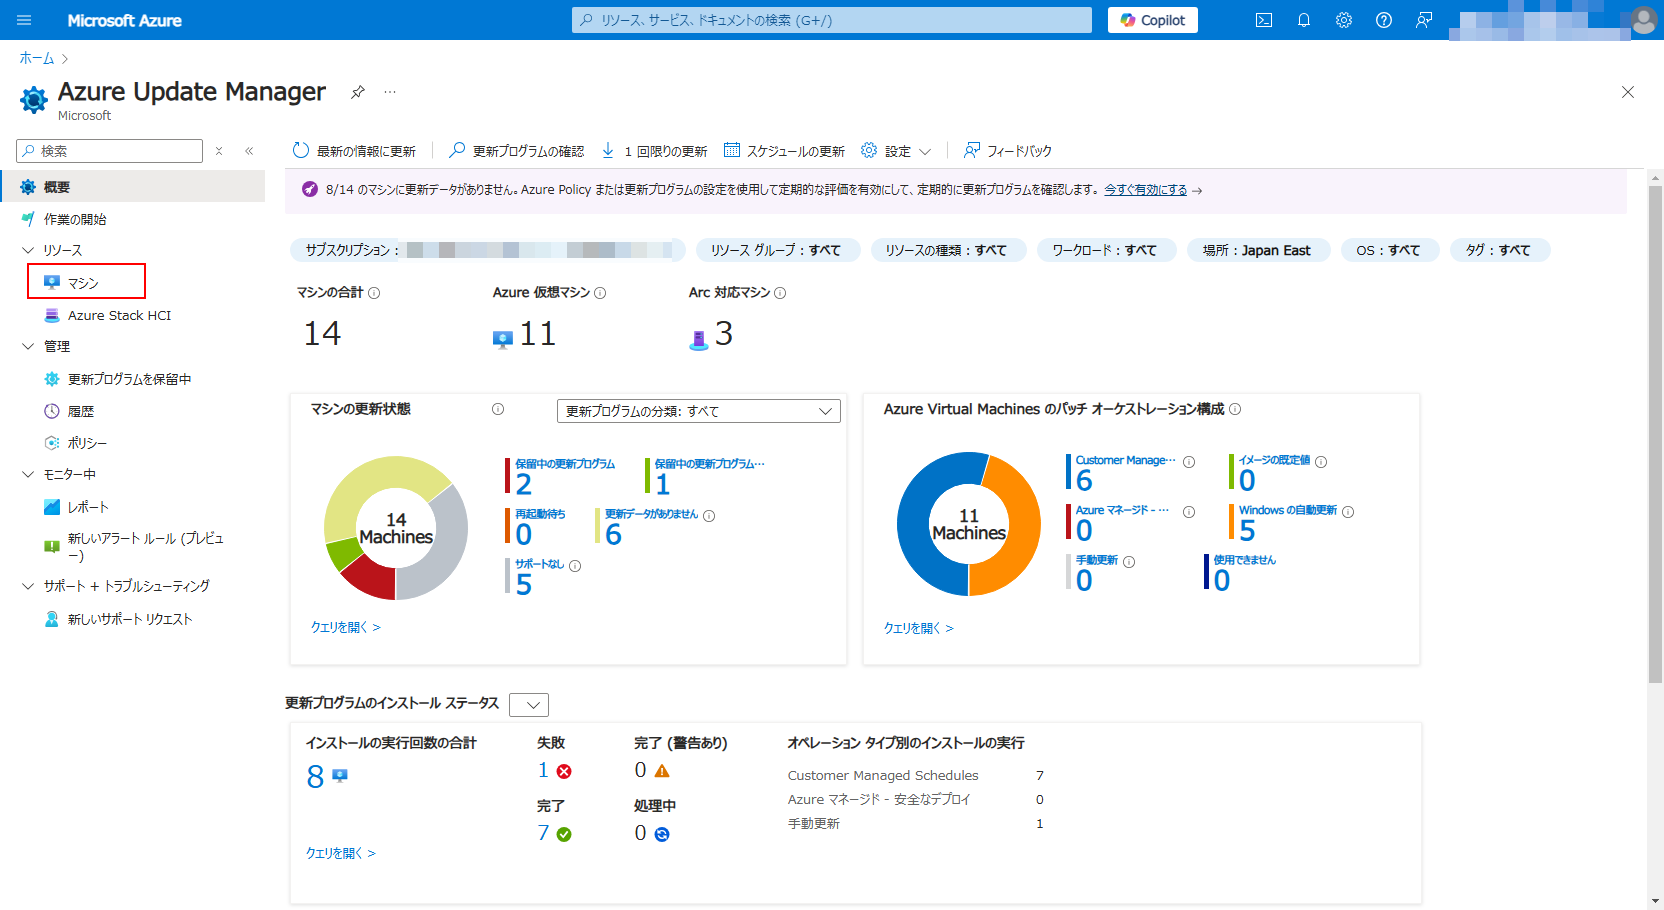 Microsoft Azure
リソース、サービス、ドキュメントの検索 (G+/)
Copilot
ホーム >
Azure Update Manager
...
Microsoft
検索
概要
作業の開始
リソース
マシン
Azure Stack HCI
管理
更新プログラムを保留中
履歴
ポリシー
モニター中
レポート
新しいアラート ルール (プレビュ
ー)
サポート + トラブルシューティング
新しいサポート リクエスト
最新の情報に更新
更新プログラムの確認
1 回限りの更新
スケジュールの更新
設定
フィードバック
8/14 のマシンに更新データがありません。Azure Policy または更新プログラムの設定を使用して定期的な評価を有効にして、定期的に更新プログラムを確認します。 今すぐ有効にする →
サブスクリプション :
リソース グループ : すべて
リソースの種類 : すべて
ワークロード : すべて
場所 : Japan East
OS : すべて
タグ : すべて
マシンの合計
14
Azure 仮想マシン
11
Arc 対応マシン
3
マシンの更新状態
更新プログラムの分類: すべて
14
Machines
保留中の更新プログラム
2
保留中の更新プログラム…
1
再起動待ち
0
更新データがありません
6
サポートなし
5
クエリを開く >
Azure Virtual Machines のパッチ オーケストレーション構成
11
Machines
Customer Manage…
6
イメージの既定値
0
Azure マネージド - …
0
Windows の自動更新
5
手動更新
0
使用できません
0
クエリを開く >
更新プログラムのインストール ステータス
インストールの実行回数の合計
8
失敗
1
完了 (警告あり)
0
完了
7
処理中
0
クエリを開く >
オペレーション タイプ別のインストールの実行
Customer Managed Schedules 7
Azure マネージド - 安全なデプロイ 0
手動更新 1